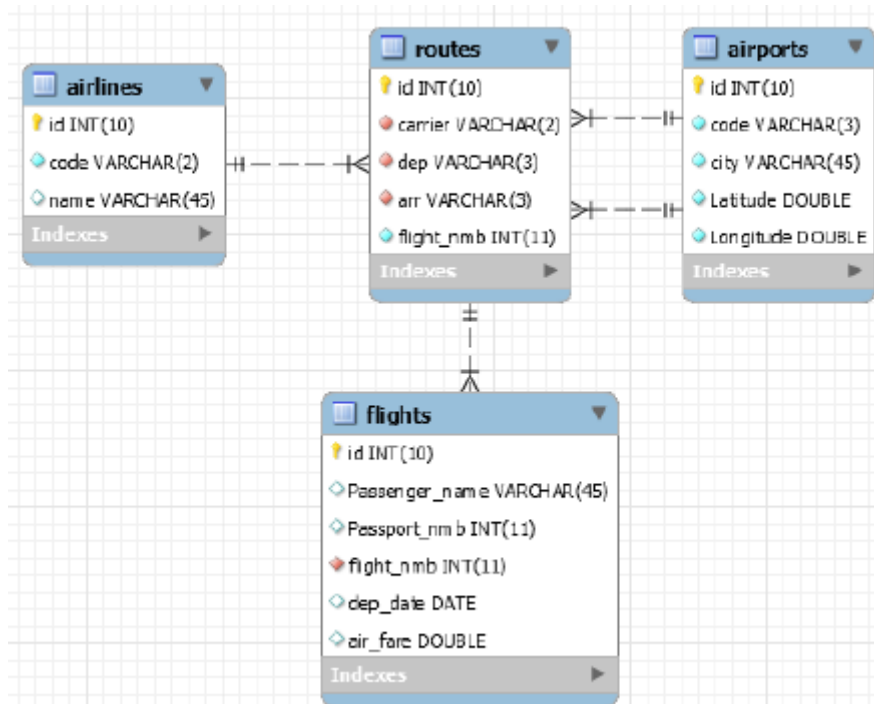 airlines
id INT(10)
code VARCHAR(2)
name VARCHAR(45)
Indexes
routes
id INT(10)
carrier VARCHAR(2)
dep VARCHAR(3)
arr VARCHAR(3)
flight_nmb INT(11)
Indexes
airports
id INT(10)
code VARCHAR(3)
city VARCHAR(45)
Latitude DOUBLE
Longitude DOUBLE
Indexes
flights
id INT(10)
Passenger_name VARCHAR(45)
Passport_nmb INT(11)
flight_nmb INT(11)
dep_date DATE
air_fare DOUBLE
Indexes